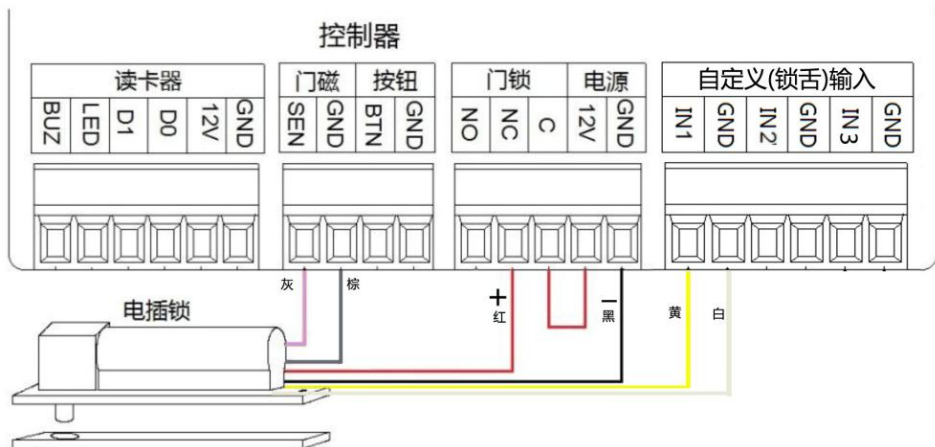 控制器
读卡器 门磁 按钮 门锁 电源 自定义(锁舌)输入
BUZ LED D1 D0 12V GND SEN GND BTN GND NO NC C 12V GND IN1 GND IN2 GND IN3 GND
灰 棕 + 红 − 黑 黄 白
电插锁